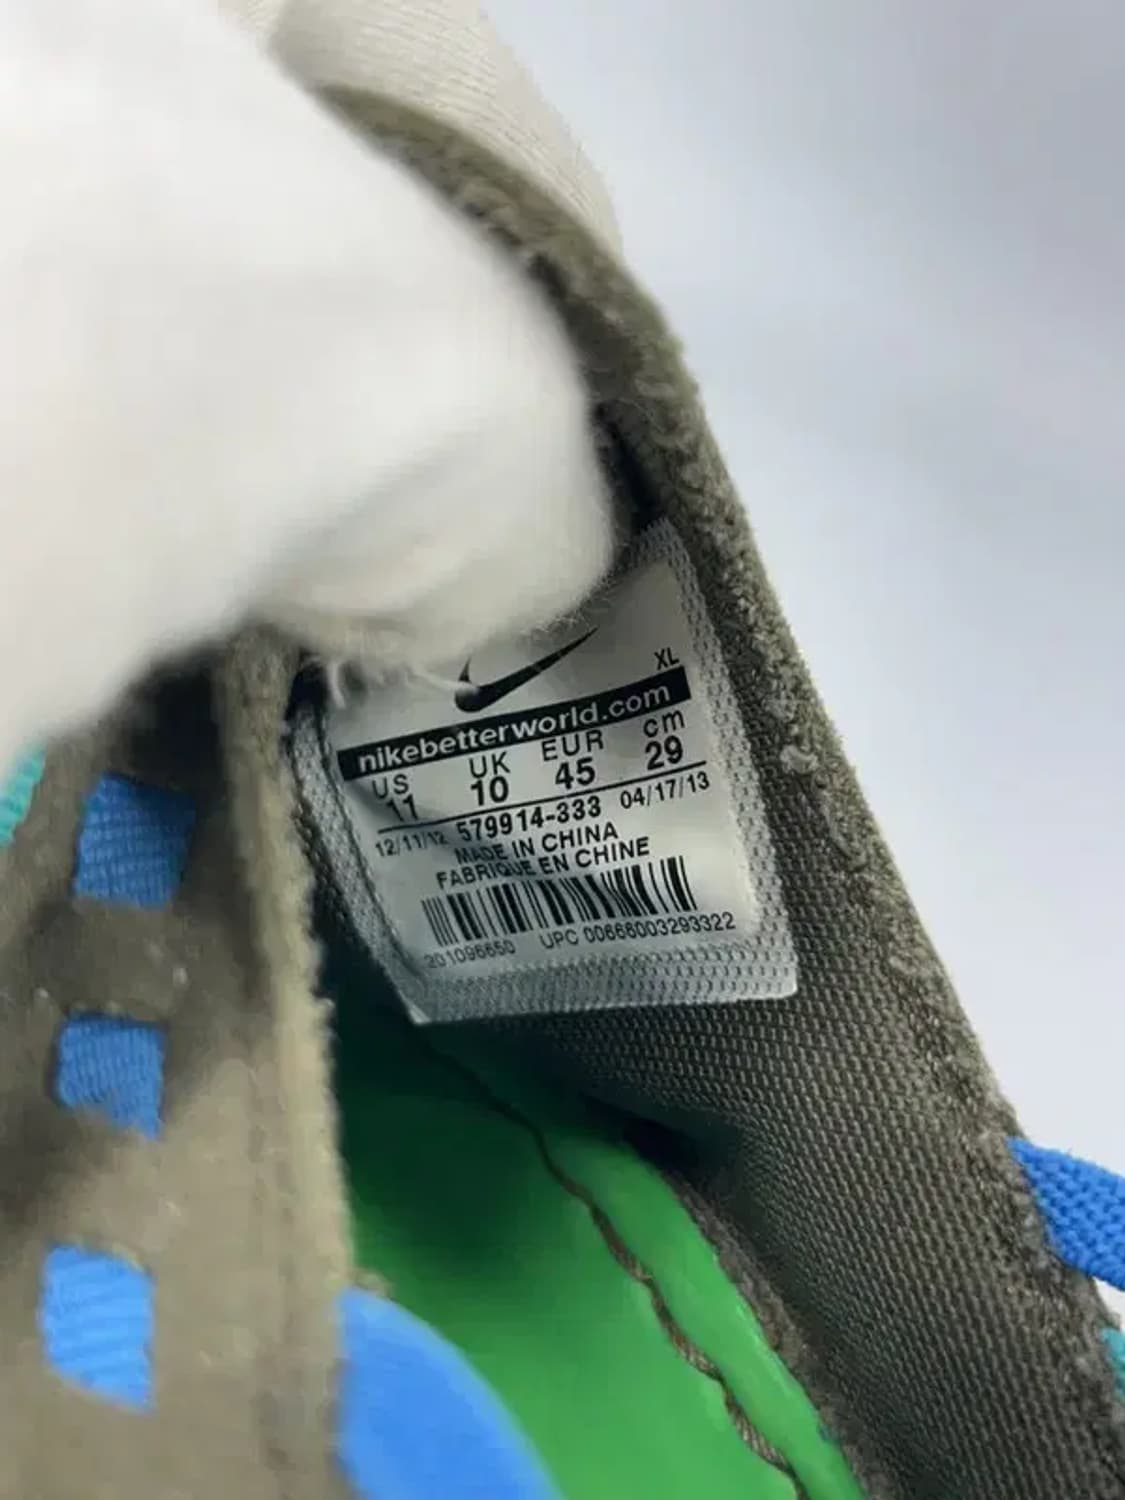 XL
nikebetterworld.com
US UK EUR cm
11 10 45 29
12/11/12 579914-333 04/17/13
MADE IN CHINA
FABRIQUE EN CHINE
201096650 UPC 00666003293322